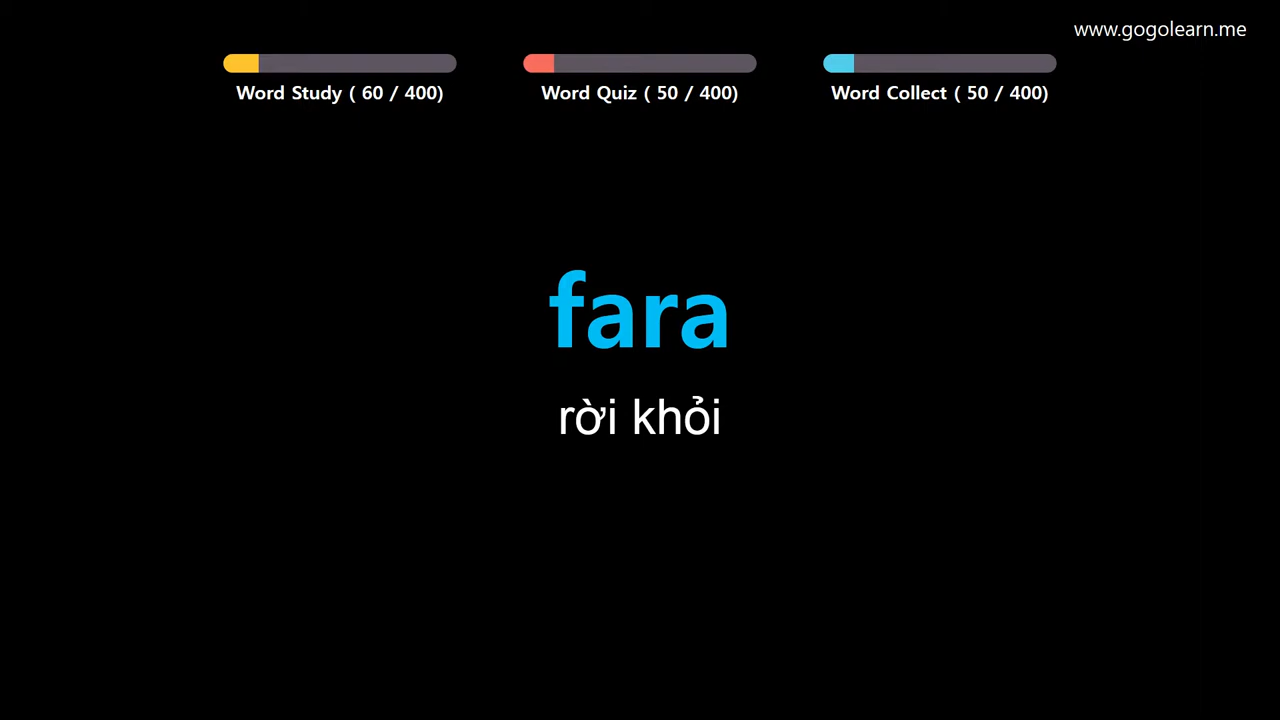 www.gogolearn.me
Word Study ( 60 / 400)
Word Quiz ( 50 / 400)
Word Collect ( 50 / 400)
fara
rời khỏi